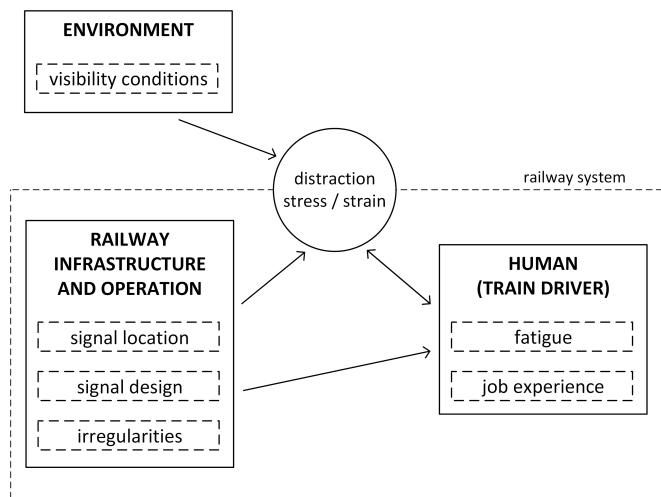 ENVIRONMENT
visibility conditions
distraction
stress / strain
railway system
RAILWAY
INFRASTRUCTURE
AND OPERATION
signal location
signal design
irregularities
HUMAN
(TRAIN DRIVER)
fatigue
job experience